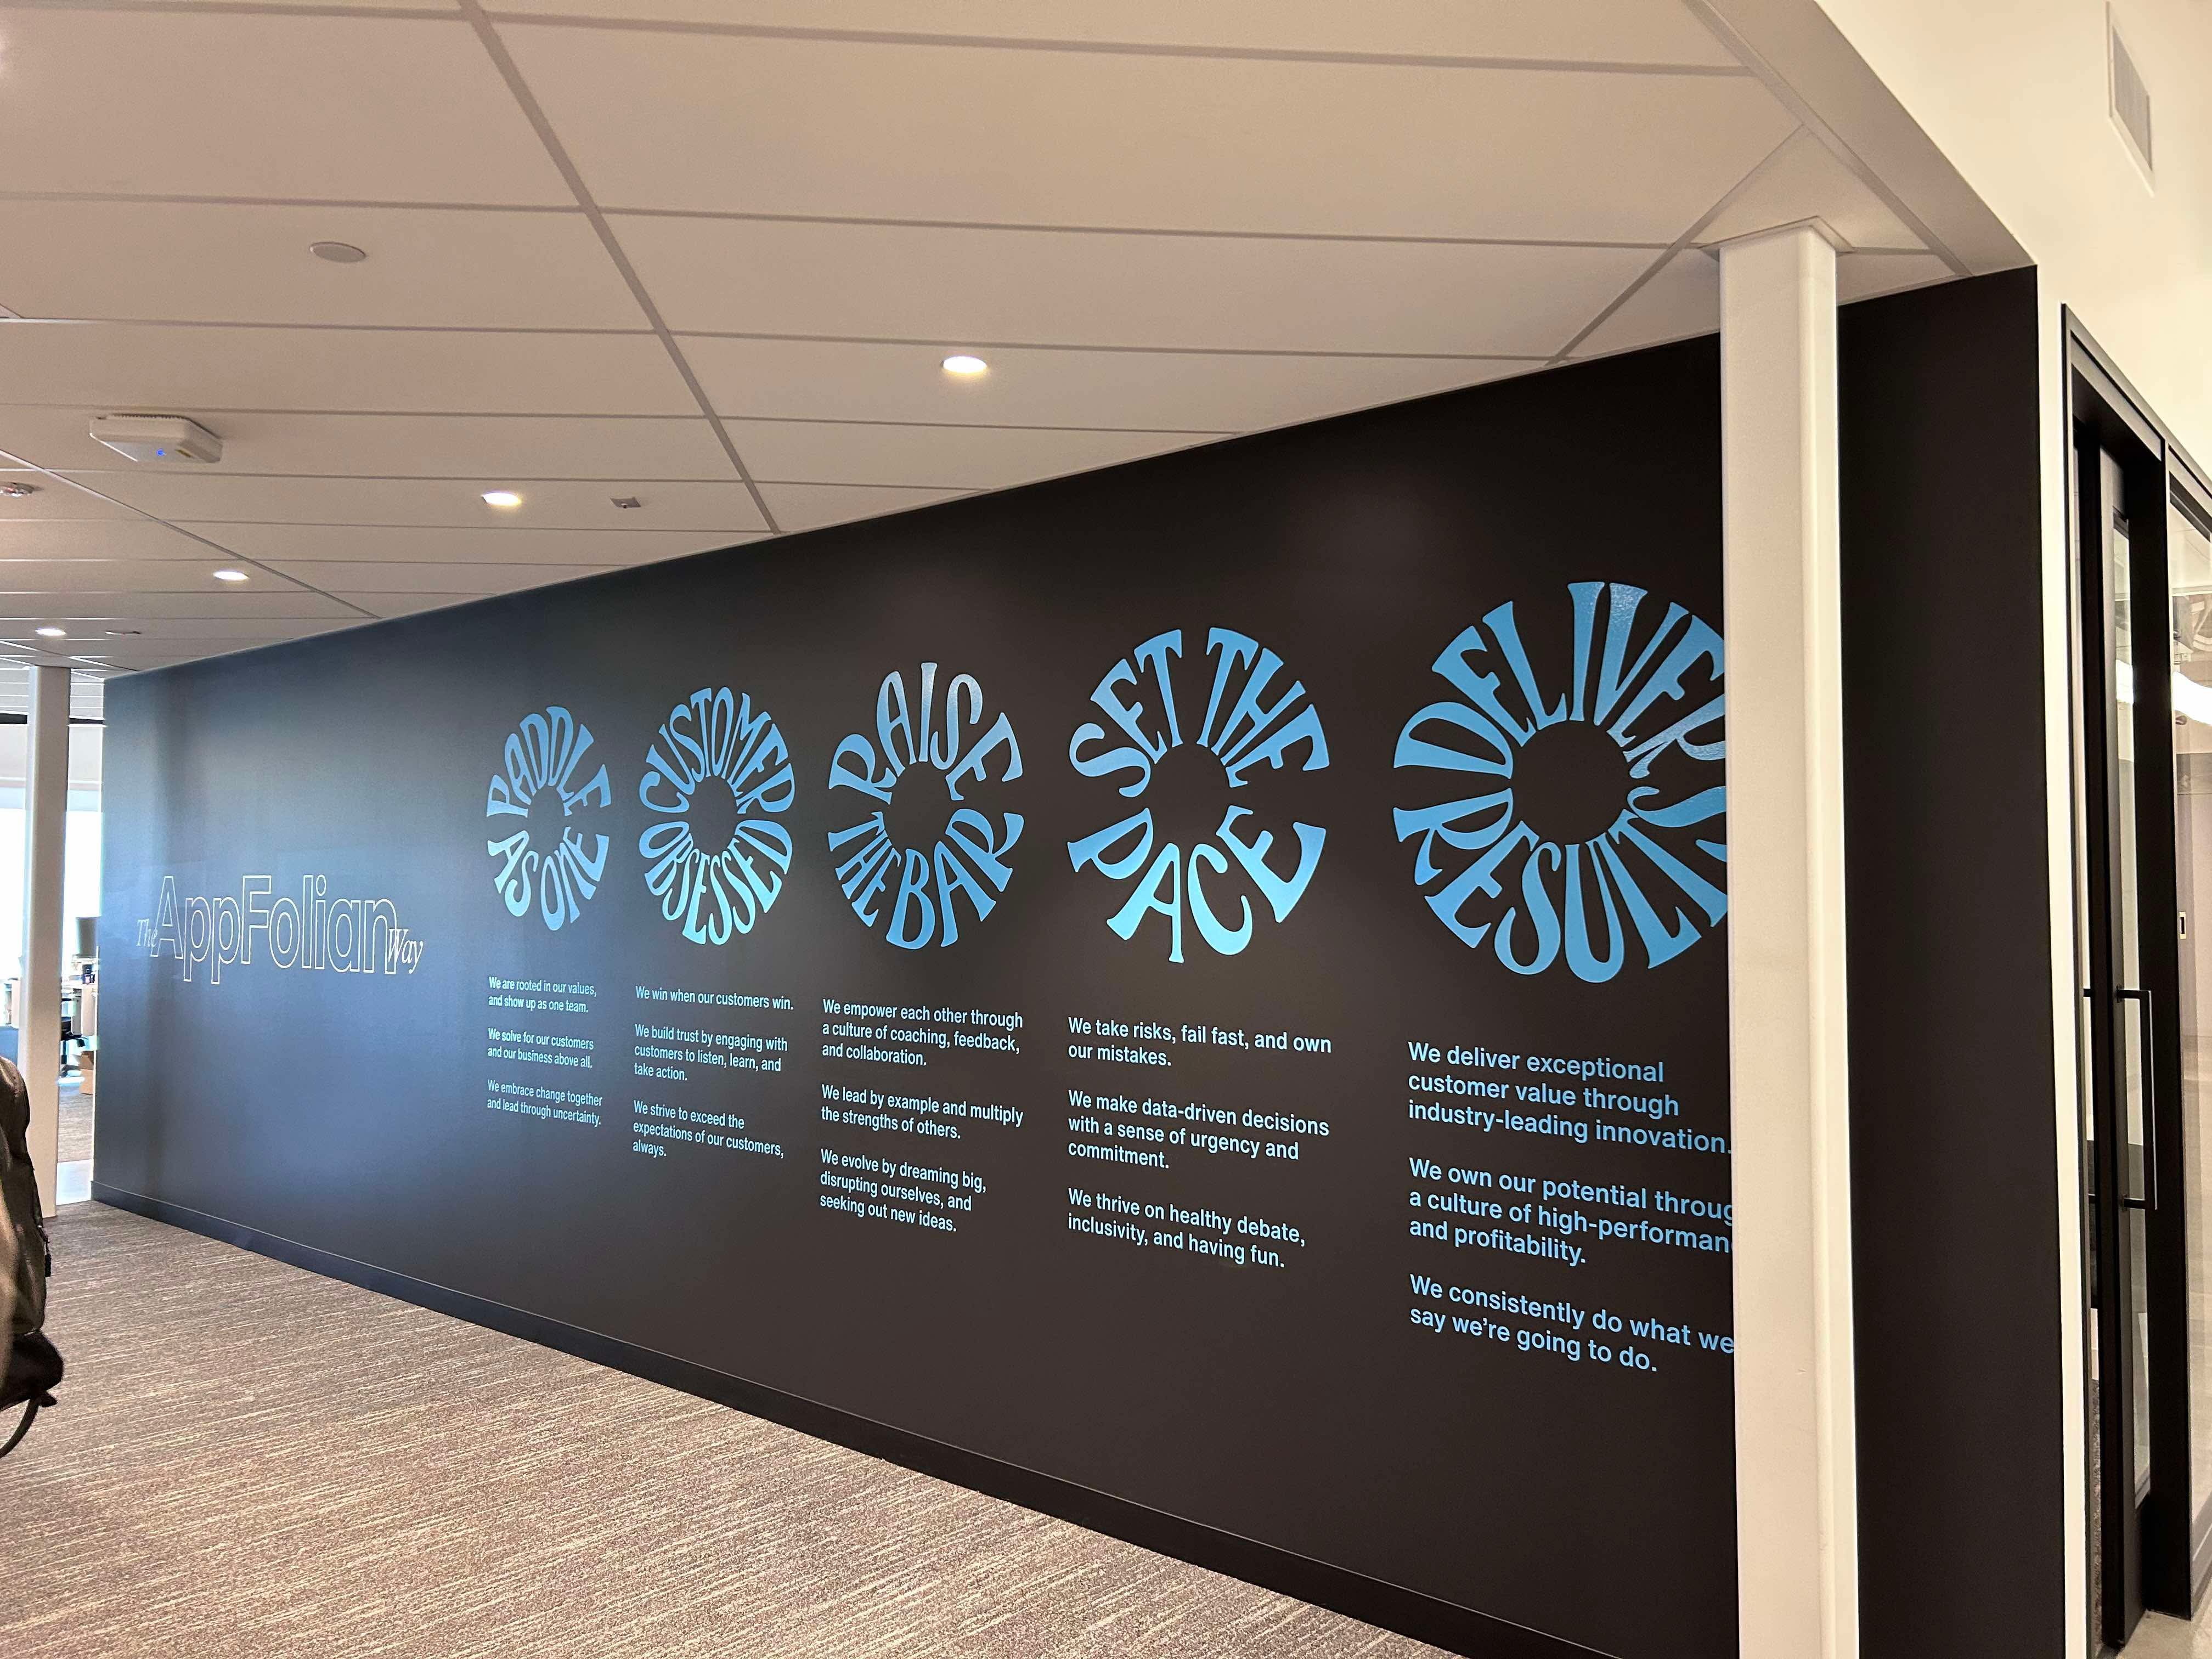 The AppFolian Way
PADDLE
AS ONE
We are rooted in our values,
and show up as one team.
We solve for our customers
and our business above all.
We embrace change together
and lead through uncertainty.
CUSTOMER
OBSESSED
We win when our customers win.
We build trust by engaging with
customers to listen, learn, and
take action.
We strive to exceed the
expectations of our customers,
always.
RAISE
THE BAR
We empower each other through
a culture of coaching, feedback,
and collaboration.
We lead by example and multiply
the strengths of others.
We evolve by dreaming big,
disrupting ourselves, and
seeking out new ideas.
SET THE
PACE
We take risks, fail fast, and own
our mistakes.
We make data-driven decisions
with a sense of urgency and
commitment.
We thrive on healthy debate,
inclusivity, and having fun.
DELIVERS
RESULTS
We deliver exceptional
customer value through
industry-leading innovation.
We own our potential throug
a culture of high-performan
and profitability.
We consistently do what we
say we're going to do.